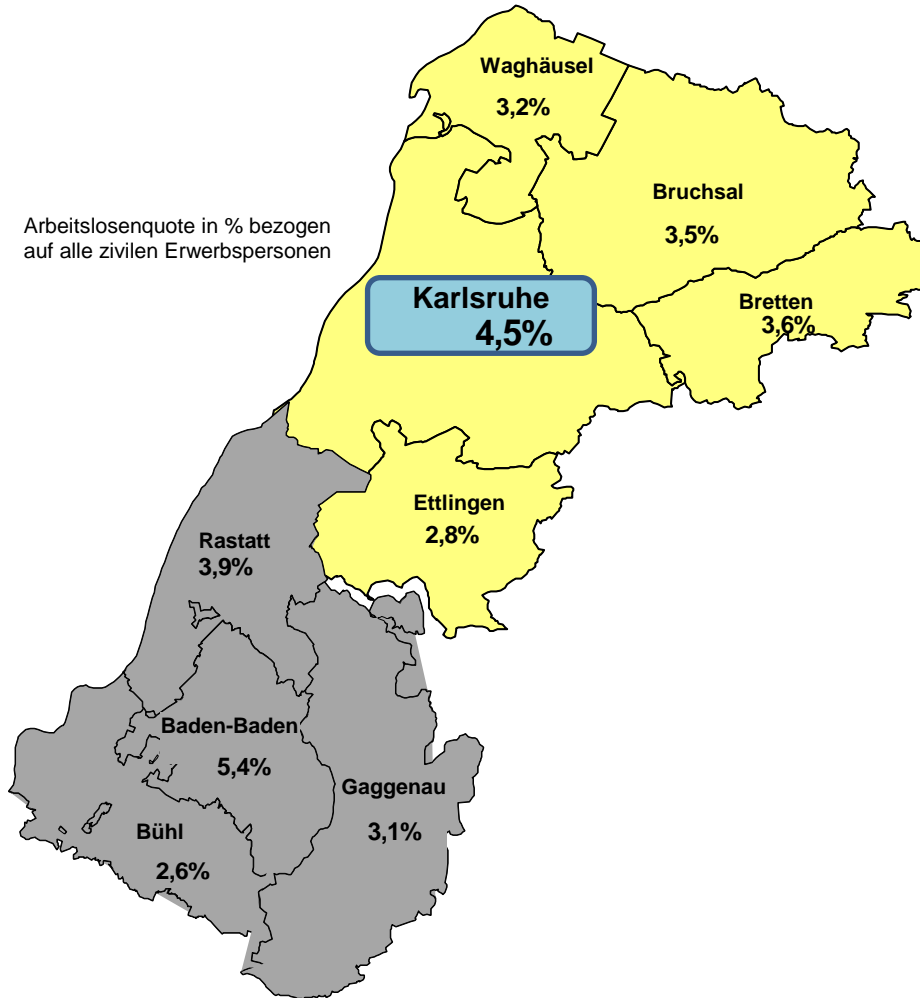 Waghäusel
3,2%
Bruchsal
3,5%
Arbeitslosenquote in % bezogen
auf alle zivilen Erwerbspersonen
Karlsruhe
4,5%
Bretten
3,6%
Ettlingen
2,8%
Rastatt
3,9%
Baden-Baden
5,4%
Gaggenau
3,1%
Bühl
2,6%